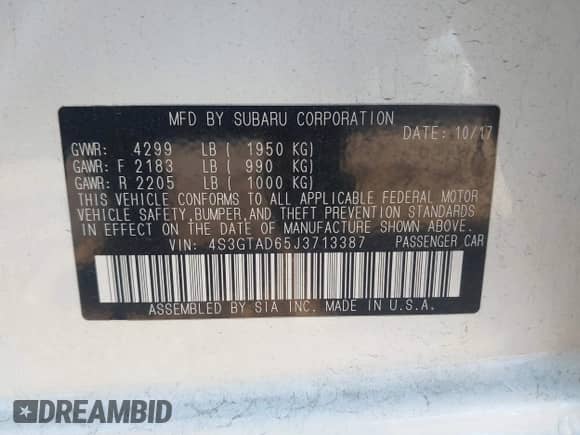 MFD BY SUBARU CORPORATION
DATE: 10/17
GVWR: 4299 LB ( 1950 KG)
GAWR: F 2183 LB ( 990 KG)
GAWR: R 2205 LB ( 1000 KG)
THIS VEHICLE CONFORMS TO ALL APPLICABLE FEDERAL MOTOR
VEHICLE SAFETY,BUMPER,AND THEFT PREVENTION STANDARDS
IN EFFECT ON THE DATE OF MANUFACTURE SHOWN ABOVE.
VIN: 4S3GTAD65J3713387 PASSENGER CAR
ASSEMBLED BY SIA INC. MADE IN U.S.A.
DREAMBID